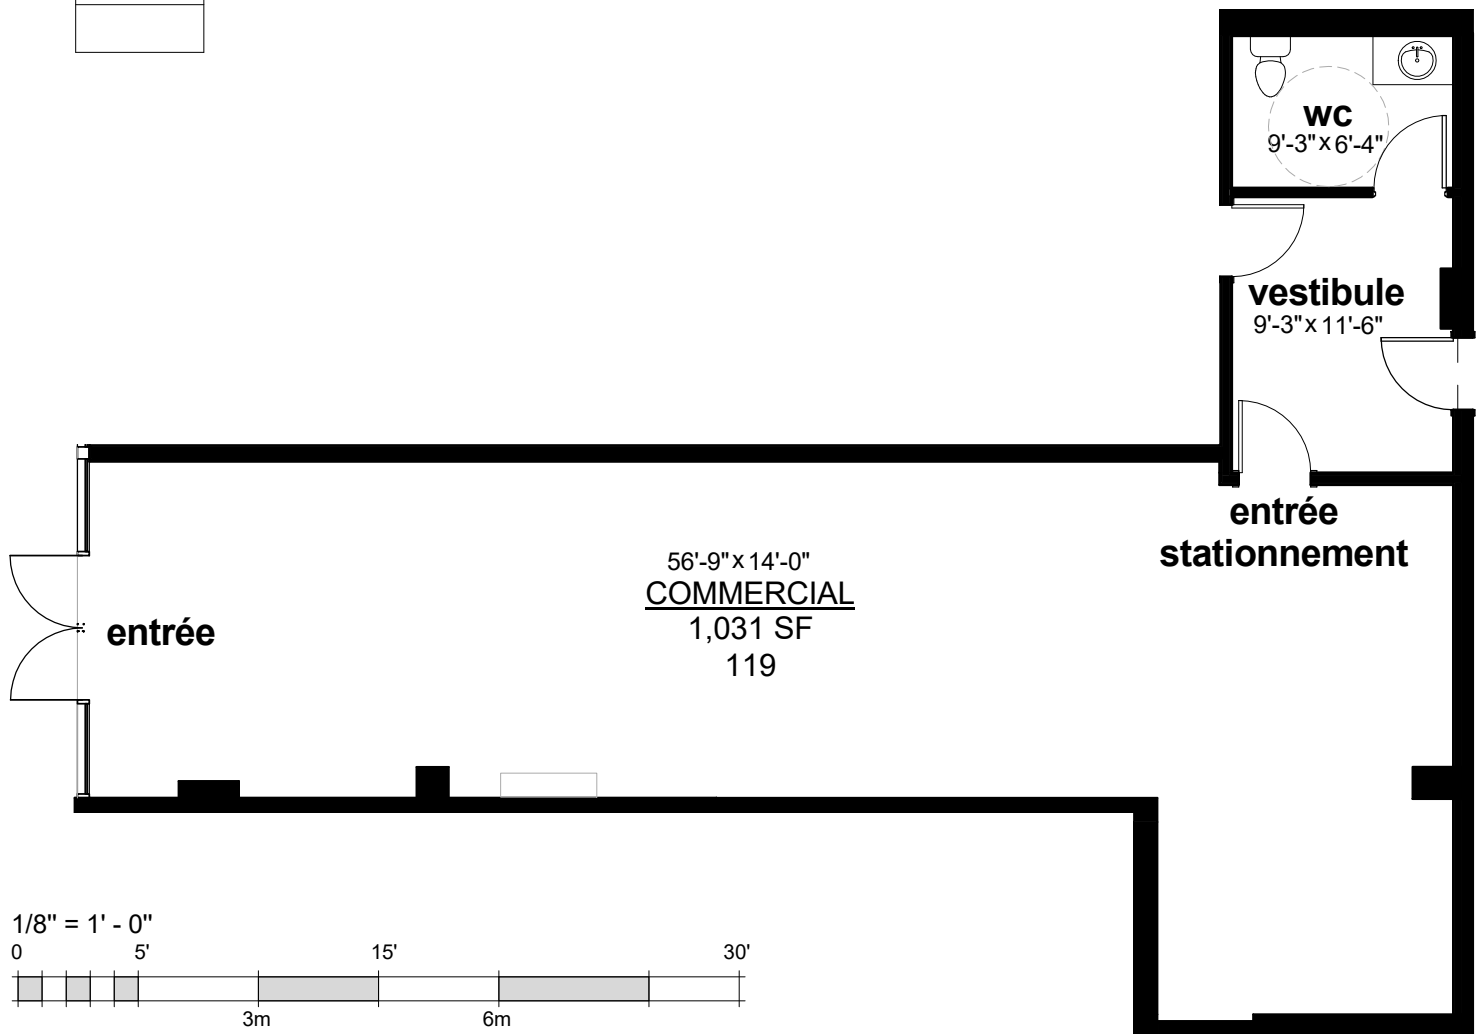 wc
9'-3" x 6'-4"
vestibule
9'-3" x 11'-6"
entrée
stationnement
56'-9" x 14'-0"
COMMERCIAL
1,031 SF
119
entrée
1/8" = 1' - 0"
0 5' 15' 30'
3m 6m